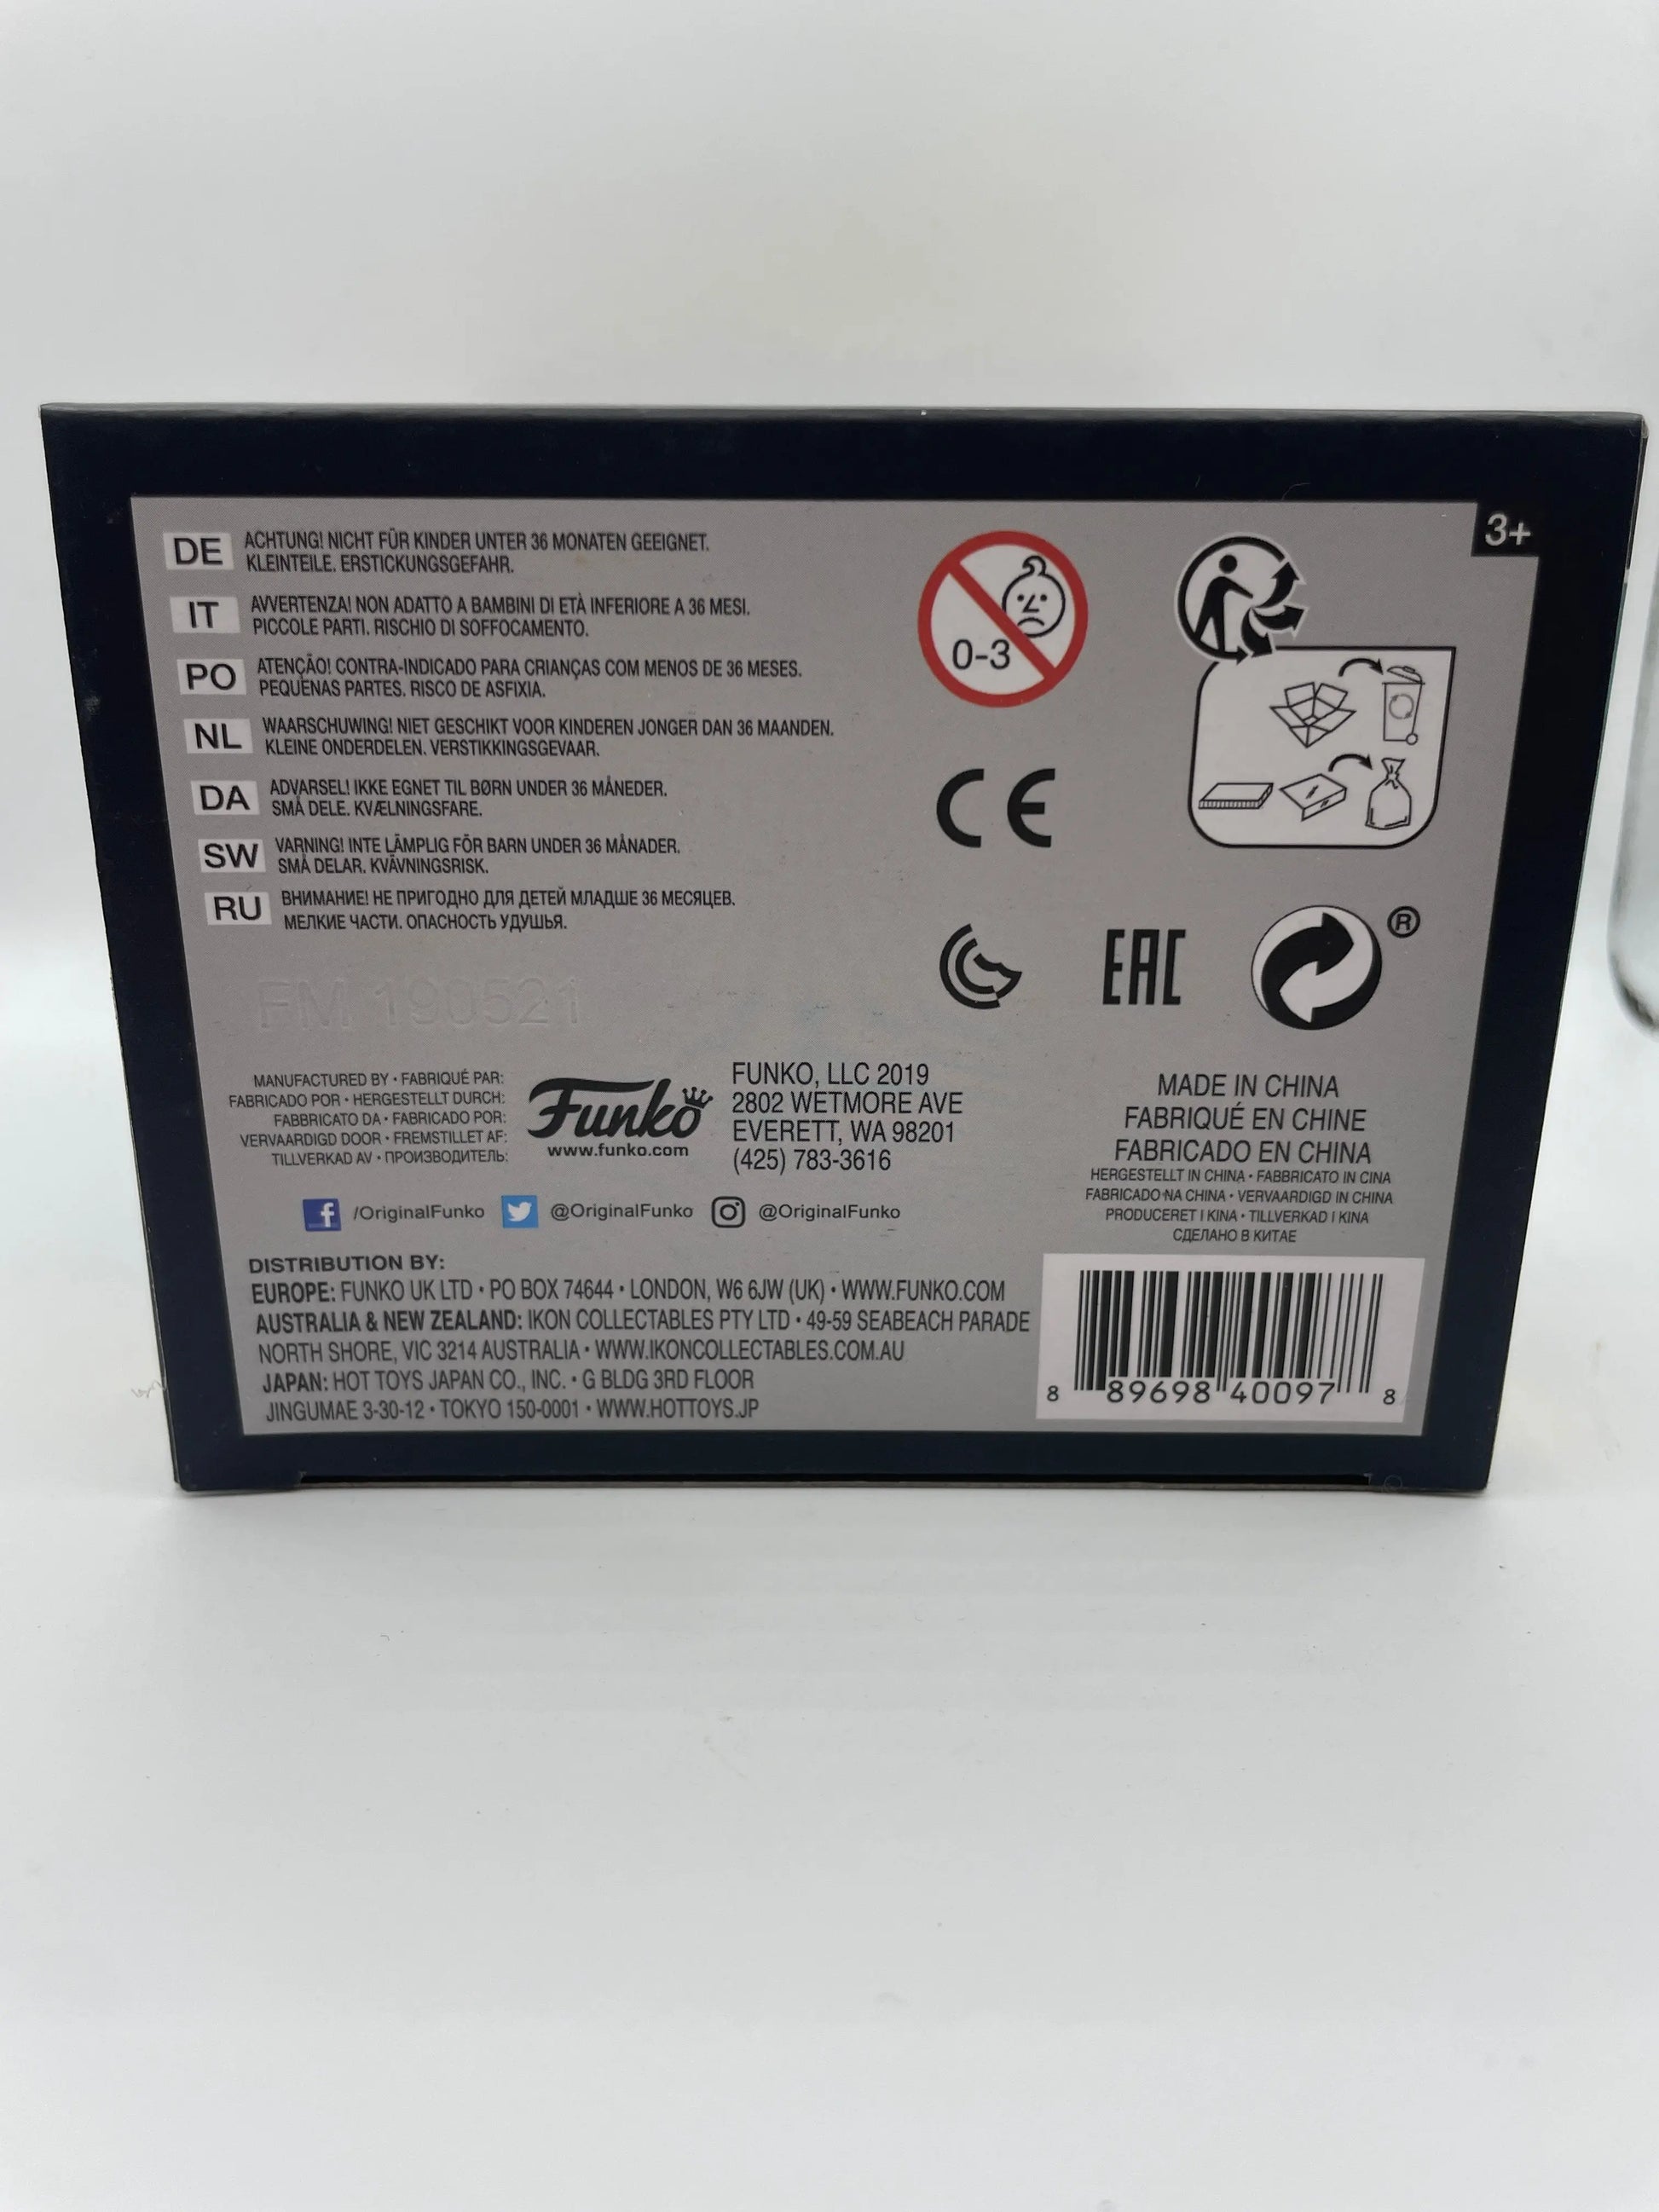 3+
DE ACHTUNG! NICHT FÜR KINDER UNTER 36 MONATEN GEEIGNET.
KLEINTEILE. ERSTICKUNGSGEFAHR.
IT AVVERTENZA! NON ADATTO A BAMBINI DI ETÀ INFERIORE A 36 MESI.
PICCOLE PARTI. RISCHIO DI SOFFOCAMENTO.
PO ATENÇÃO! CONTRA-INDICADO PARA CRIANÇAS COM MENOS DE 36 MESES.
PEQUENAS PARTES. RISCO DE ASFIXIA.
NL WAARSCHUWING! NIET GESCHIKT VOOR KINDEREN JONGER DAN 36 MAANDEN.
KLEINE ONDERDELEN. VERSTIKKINGSGEVAAR.
DA ADVARSEL! IKKE EGNET TIL BØRN UNDER 36 MÅNEDER.
SMÅ DELE. KVÆLNINGSFARE.
SW VARNING! INTE LÄMPLIG FÖR BARN UNDER 36 MÅNADER.
SMÅ DELAR. KVÄVNINGSRISK.
RU ВНИМАНИЕ! НЕ ПРИГОДНО ДЛЯ ДЕТЕЙ МЛАДШЕ 36 МЕСЯЦЕВ.
МЕЛКИЕ ЧАСТИ. ОПАСНОСТЬ УДУШЬЯ.
0-3
CE
EAC
®
FM 190521
MANUFACTURED BY • FABRIQUÉ PAR:
FABRICADO POR • HERGESTELLT DURCH:
FABBRICATO DA • FABRICADO POR:
VERVAARDIGD DOOR • FREMSTILLET AF:
TILLVERKAD AV • ПРОИЗВОДИТЕЛЬ:
Funko
www.funko.com
FUNKO, LLC 2019
2802 WETMORE AVE
EVERETT, WA 98201
(425) 783-3616
MADE IN CHINA
FABRIQUÉ EN CHINE
FABRICADO EN CHINA
HERGESTELLT IN CHINA • FABBRICATO IN CINA
FABRICADO NA CHINA • VERVAARDIGD IN CHINA
PRODUCERET I KINA • TILLVERKAD I KINA
СДЕЛАНО В КИТАЕ
f /OriginalFunko @OriginalFunko @OriginalFunko
DISTRIBUTION BY:
EUROPE: FUNKO UK LTD • PO BOX 74644 • LONDON, W6 6JW (UK) • WWW.FUNKO.COM
AUSTRALIA & NEW ZEALAND: IKON COLLECTABLES PTY LTD • 49-59 SEABEACH PARADE
NORTH SHORE, VIC 3214 AUSTRALIA • WWW.IKONCOLLECTABLES.COM.AU
JAPAN: HOT TOYS JAPAN CO., INC. • G BLDG 3RD FLOOR
JINGUMAE 3-30-12 • TOKYO 150-0001 • WWW.HOTTOYS.JP
8 89698 40097 8